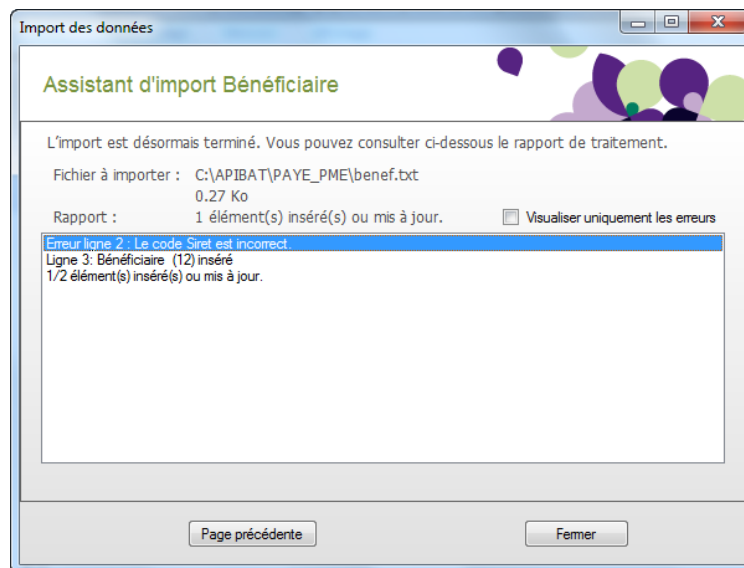 Import des données
Assistant d'import Bénéficiaire
L'import est désormais terminé. Vous pouvez consulter ci-dessous le rapport de traitement.
Fichier à importer : C:\APIBAT\PAYE_PME\benef.txt
0.27 Ko
Rapport : 1 élément(s) inséré(s) ou mis à jour. Visualiser uniquement les erreurs
Erreur ligne 2 : Le code Siret est incorrect.
Ligne 3: Bénéficiaire (12) inséré
1/2 élément(s) inséré(s) ou mis à jour.
Page précédente Fermer